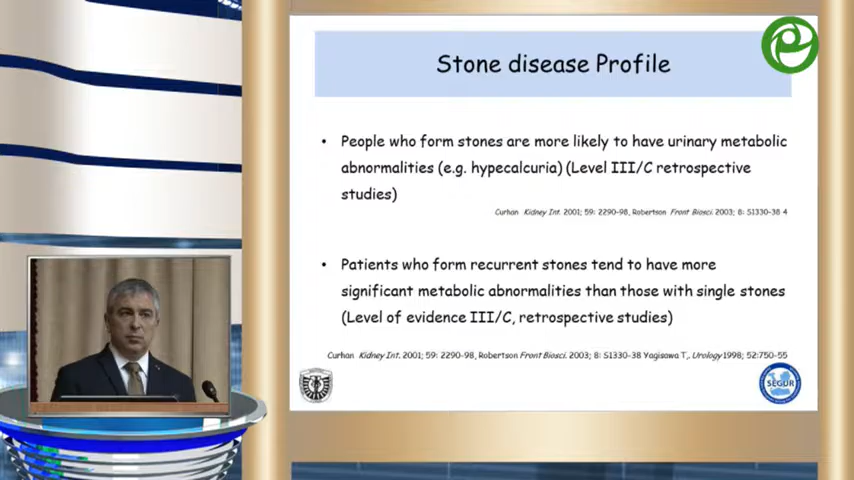 Stone disease Profile
• People who form stones are more likely to have urinary metabolic
abnormalities (e.g. hypecalcuria) (Level III/C retrospective
studies)
Curhan Kidney Int. 2001; 59: 2290-98, Robertson Front Biosci. 2003; 8: S1330-38 4
• Patients who form recurrent stones tend to have more
significant metabolic abnormalities than those with single stones
(Level of evidence III/C, retrospective studies)
Curhan Kidney Int. 2001; 59: 2290-98, Robertson Front Biosci. 2003; 8: S1330-38 Yagisawa T,. Urology 1998; 52:750-55
SEGUR